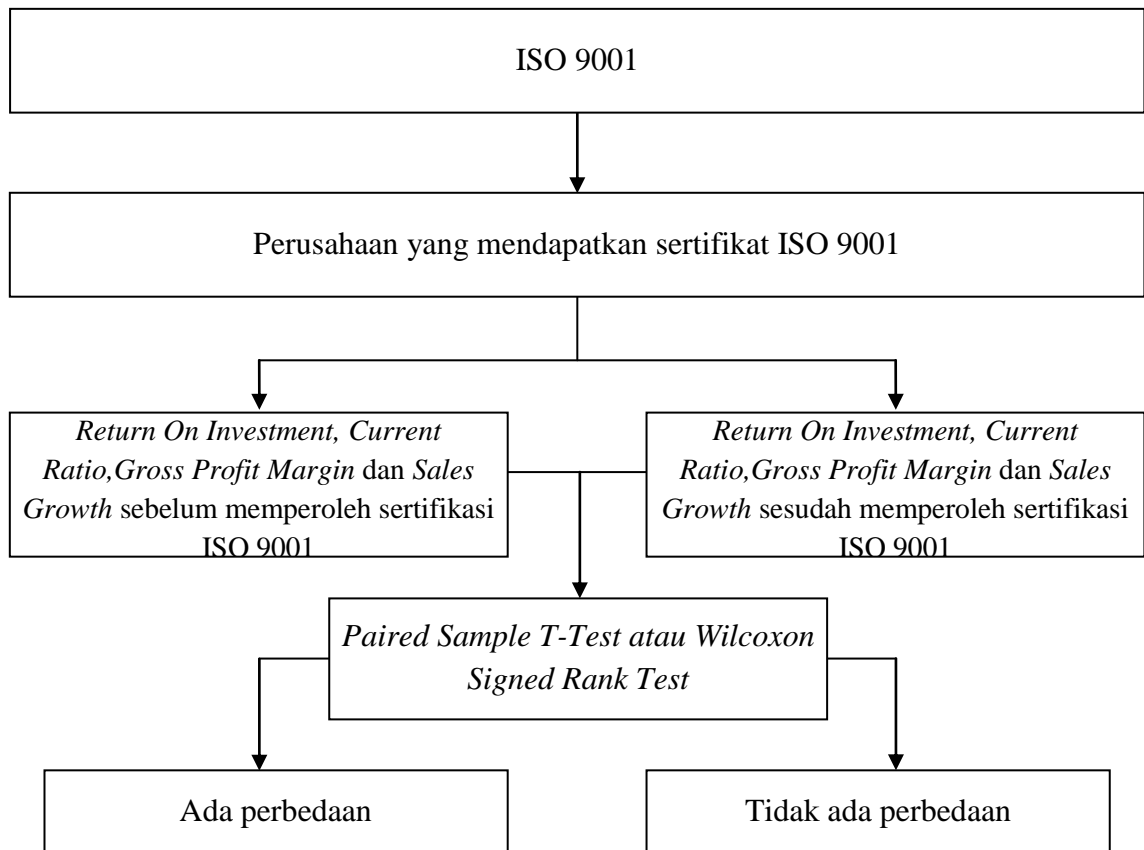 ISO 9001
Perusahaan yang mendapatkan sertifikat ISO 9001
Return On Investment, Current
Ratio,Gross Profit Margin dan Sales
Growth sebelum memperoleh sertifikasi
ISO 9001
Return On Investment, Current
Ratio,Gross Profit Margin dan Sales
Growth sesudah memperoleh sertifikasi
ISO 9001
Paired Sample T-Test atau Wilcoxon
Signed Rank Test
Ada perbedaan
Tidak ada perbedaan